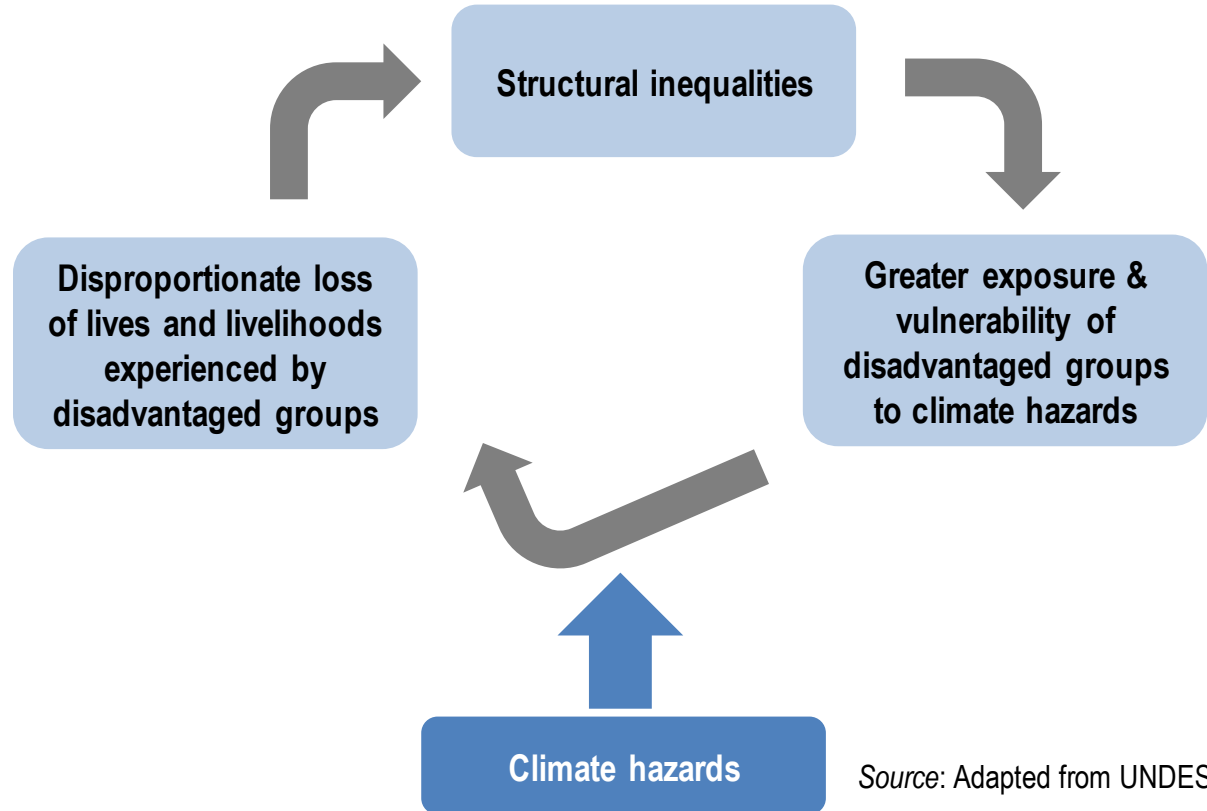 Structural inequalities
Disproportionate loss
of lives and livelihoods
experienced by
disadvantaged groups
Greater exposure &
vulnerability of
disadvantaged groups
to climate hazards
Climate hazards
Source: Adapted from UNDES